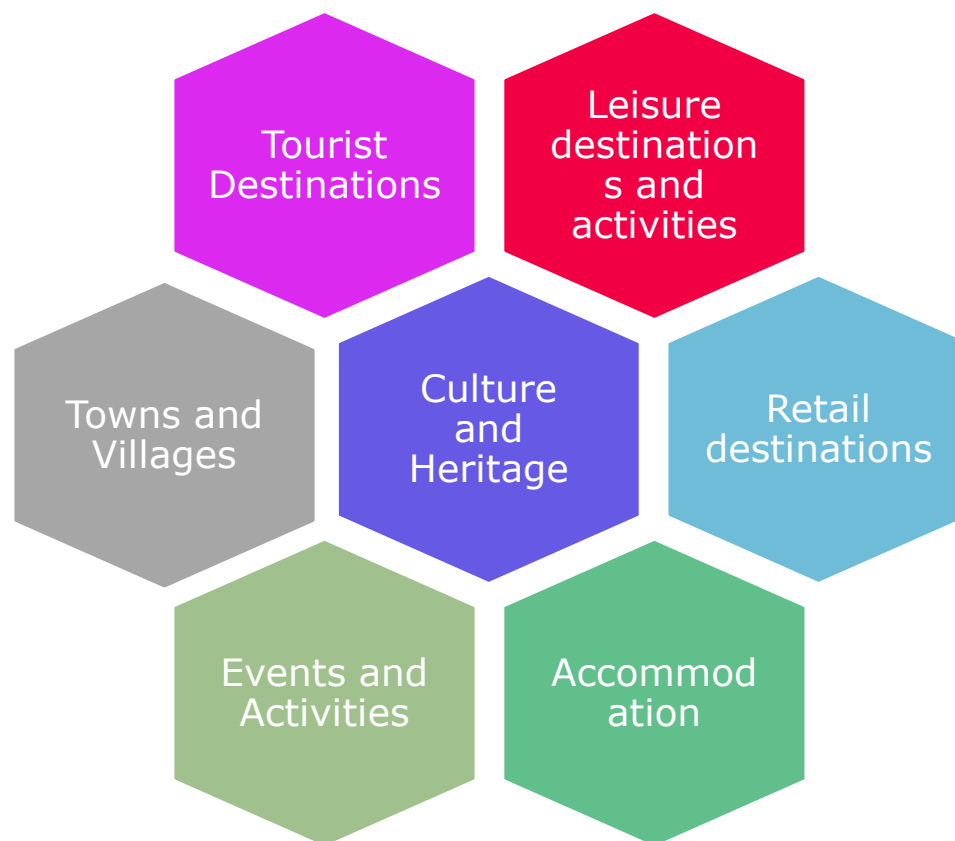 Tourist
Destinations
Leisure
destination
s and
activities
Towns and
Villages
Culture
and
Heritage
Retail
destinations
Events and
Activities
Accommod
ation